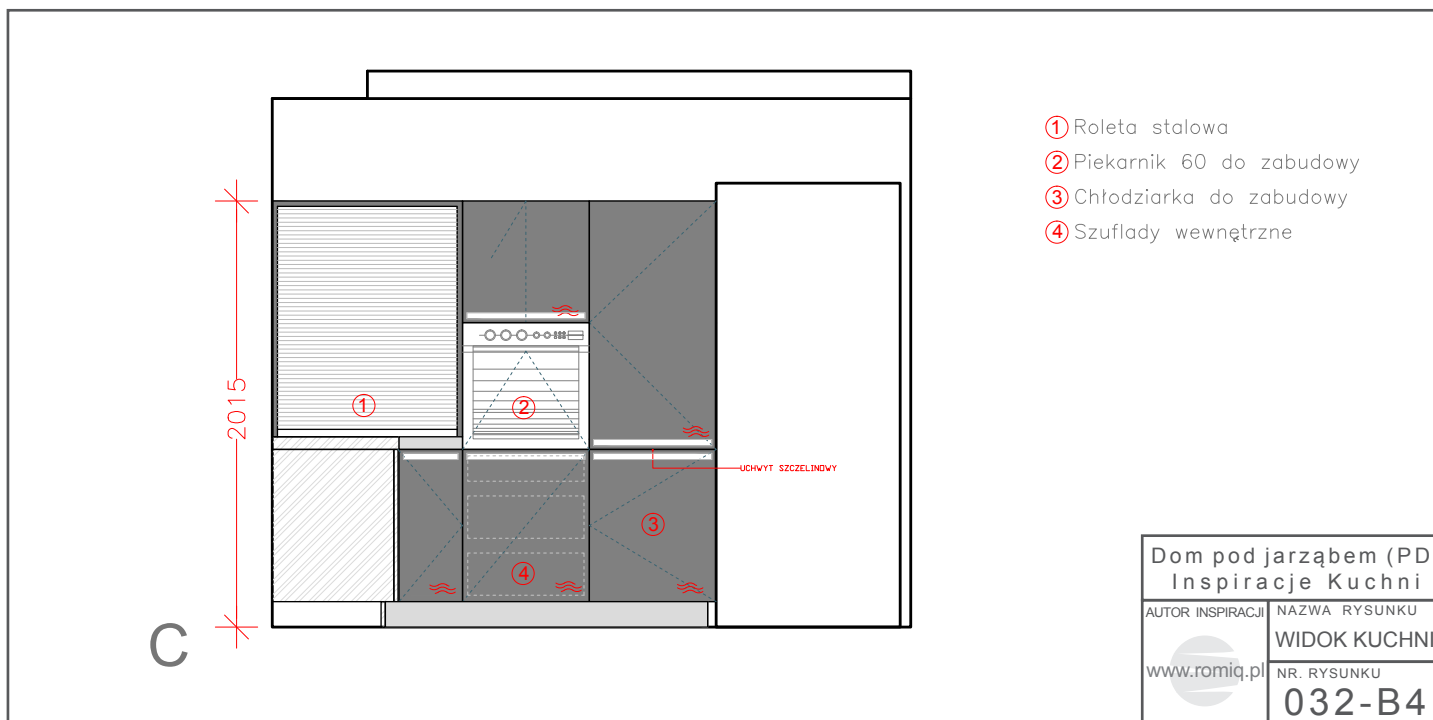 ① Roleta stalowa
② Piekarnik 60 do zabudowy
③ Chłodziarka do zabudowy
④ Szuflady wewnętrzne
2015
1
2
UCHWYT SZCZELINOWY
3
4
C
Dom pod jarząbem (PD
Inspiracje Kuchni
AUTOR INSPIRACJI
NAZWA RYSUNKU
WIDOK KUCHNI
www.romiq.pl
NR. RYSUNKU
032-B4